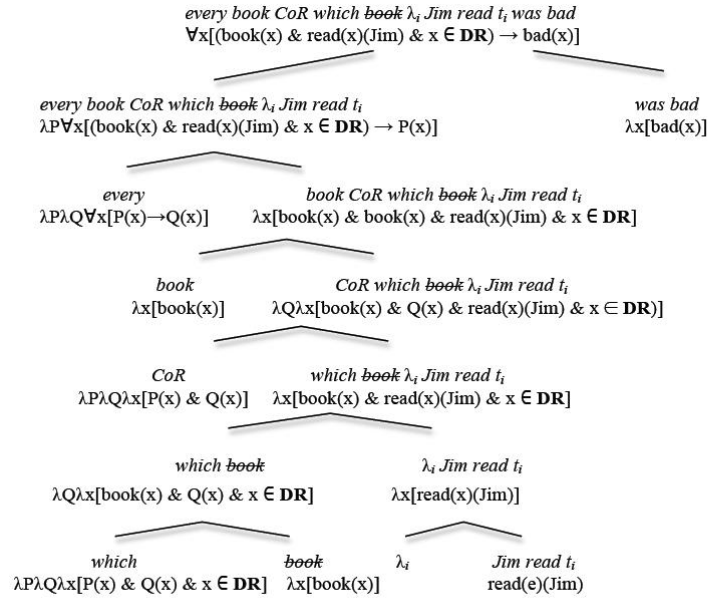 every book CoR which book λi Jim read ti was bad
∀x[(book(x) & read(x)(Jim) & x ∈ DR) → bad(x)]
every book CoR which book λi Jim read ti was bad
λP∀x[(book(x) & read(x)(Jim) & x ∈ DR) → P(x)] λx[bad(x)]
every book CoR which book λi Jim read ti
λPλQ∀x[P(x)→Q(x)] λx[book(x) & book(x) & read(x)(Jim) & x ∈ DR]
book CoR which book λi Jim read ti
λx[book(x)] λQλx[book(x) & Q(x) & read(x)(Jim) & x ∈ DR)]
CoR which book λi Jim read ti
λPλQλx[P(x) & Q(x)] λx[book(x) & read(x)(Jim) & x ∈ DR]
which book λi Jim read ti
λQλx[book(x) & Q(x) & x ∈ DR] λx[read(x)(Jim)]
which book λi Jim read ti
λPλQλx[P(x) & Q(x) & x ∈ DR] λx[book(x)] read(e)(Jim)